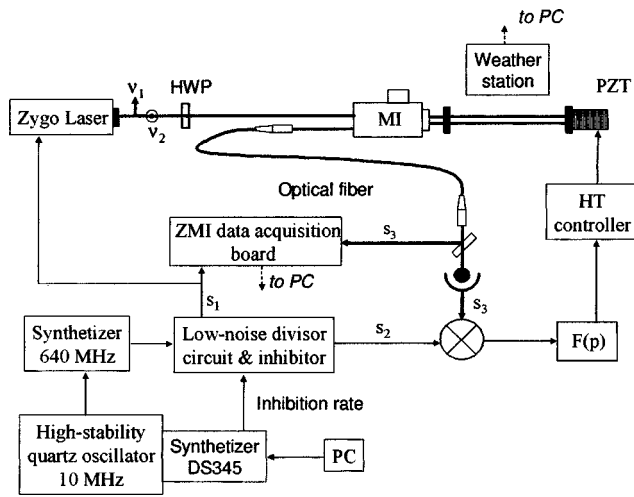 to PC
Weather
station
PZT
ν1
HWP
Zygo Laser
ν2
MI
Optical fiber
HT
controller
ZMI data acquisition
board
s3
to PC
s1
s3
Synthetizer
640 MHz
Low-noise divisor
circuit & inhibitor
s2
F(p)
Inhibition rate
High-stability
quartz oscillator
10 MHz
Synthetizer
DS345
PC